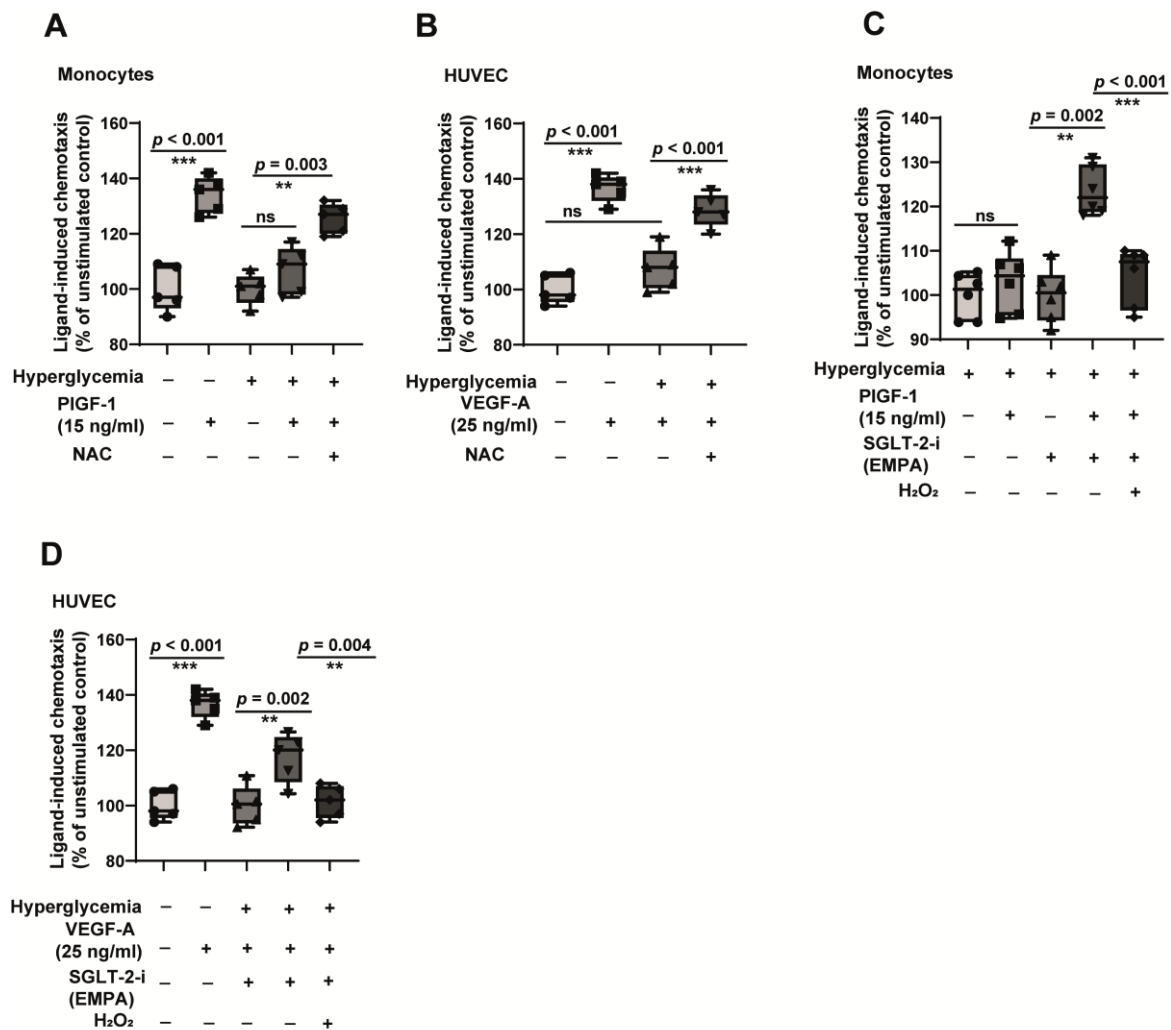 A
Monocytes
Ligand-induced chemotaxis
(% of unstimulated control)
160
140
120
100
80
p < 0.001
***
p = 0.003
**
ns
Hyperglycemia – – + + +
PIGF-1
(15 ng/ml) – + – + +
NAC – – – – +
B
HUVEC
Ligand-induced chemotaxis
(% of unstimulated control)
160
140
120
100
80
p < 0.001
***
p < 0.001
***
ns
Hyperglycemia – – + +
VEGF-A
(25 ng/ml) – + + +
NAC – – – +
C
Monocytes
Ligand-induced chemotaxis
(% of unstimulated control)
130
120
110
100
90
p < 0.001
***
p = 0.002
**
ns
Hyperglycemia + + + + +
PIGF-1
(15 ng/ml) – + – + +
SGLT-2-i
(EMPA) – – + + +
H₂O₂ – – – – +
D
HUVEC
Ligand-induced chemotaxis
(% of unstimulated control)
160
140
120
100
80
p < 0.001
***
p = 0.004
**
p = 0.002
**
Hyperglycemia – – + + +
VEGF-A
(25 ng/ml) – + + + +
SGLT-2-i
(EMPA) – – + + +
H₂O₂ – – – – +